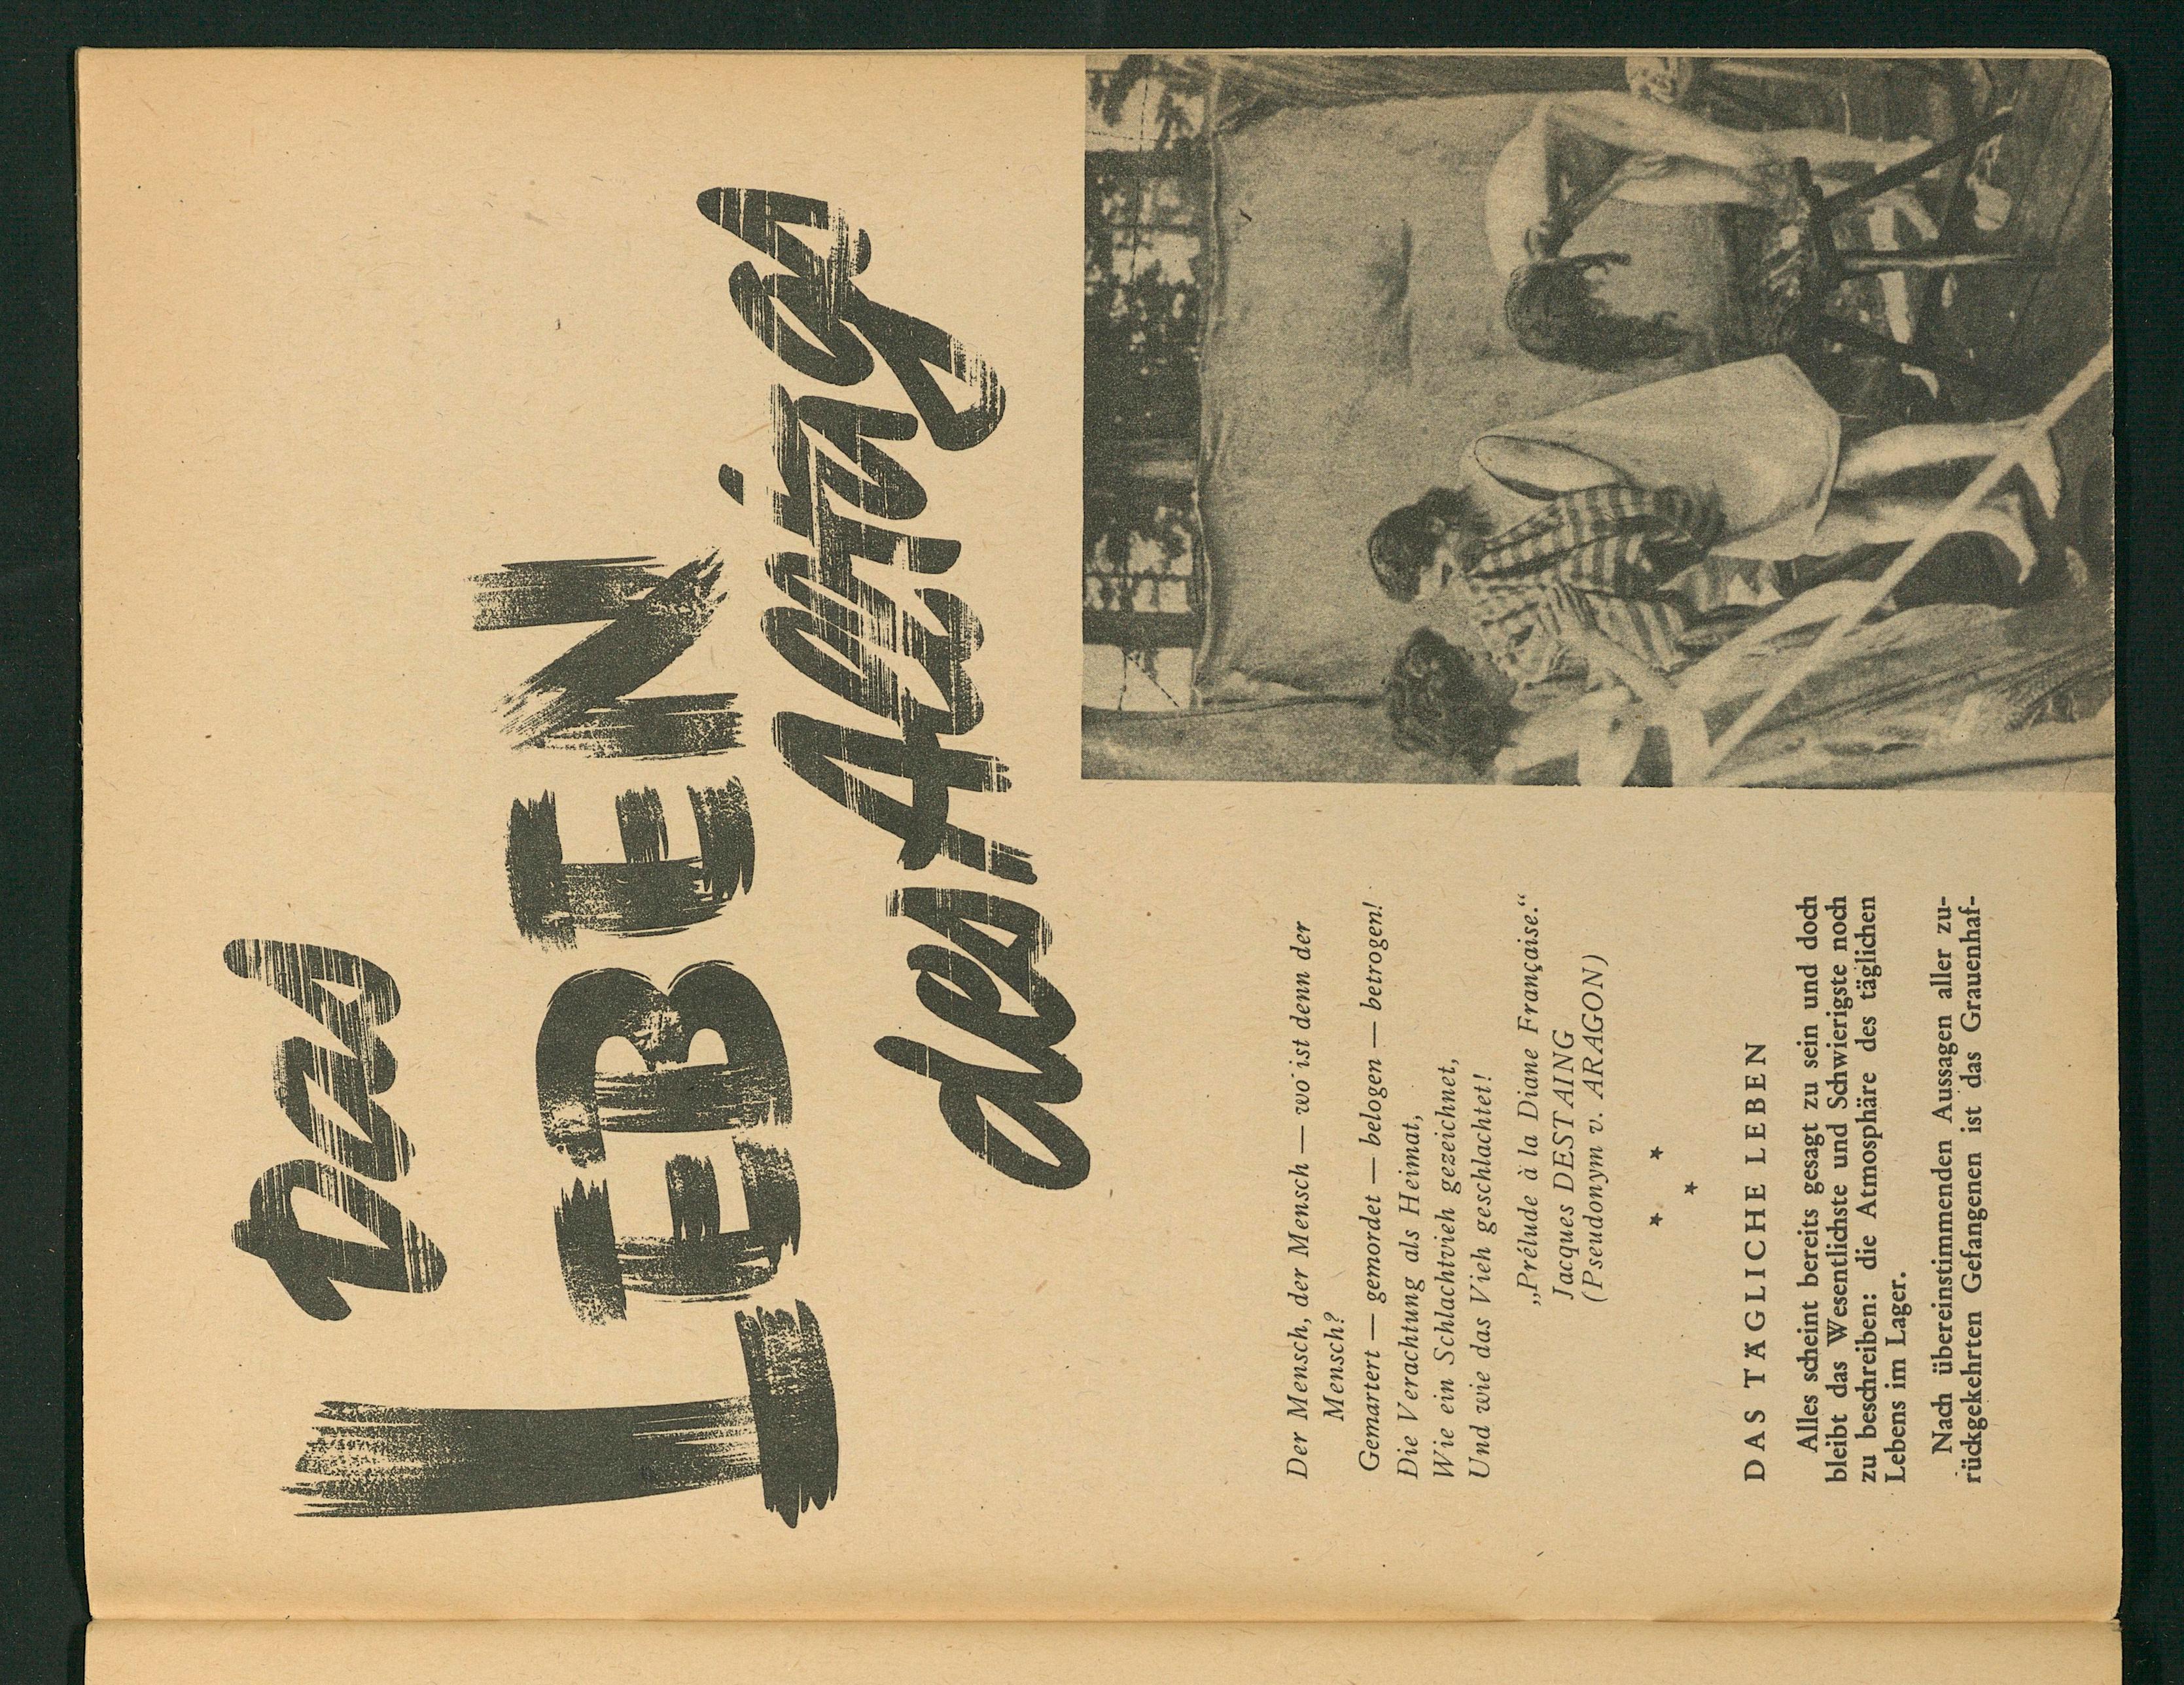 Das
LEBEN
des Häftlings
Der Mensch, der Mensch — wo ist denn der
Mensch?
Gemartert — gemordet — belogen — betrogen!
Die Verachtung als Heimat,
Wie ein Schlachtvieh gezeichnet,
Und wie das Vieh geschlachtet!
„Prélude à la Diane Française.“
Jacques DESTAING
(Pseudonym v. ARAGON)
DAS TÄGLICHE LEBEN
Alles scheint bereits gesagt zu sein und doch
bleibt das Wesentlichste und Schwierigste noch
zu beschreiben: die Atmosphäre des täglichen
Lebens im Lager.
Nach übereinstimmenden Aussagen aller zu-
rückgekehrten Gefangenen ist das Grauenhaf-